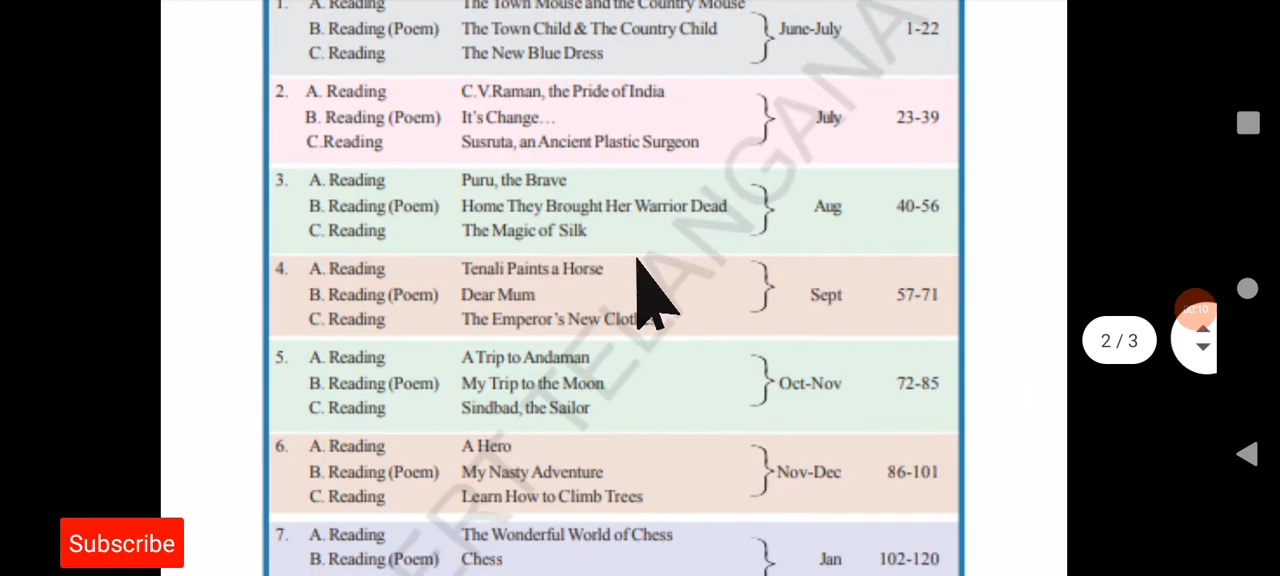 1. A. Reading The Town Mouse and the Country Mouse
B. Reading (Poem) The Town Child & The Country Child June-July 1-22
C. Reading The New Blue Dress
2. A. Reading C.V.Raman, the Pride of India
B. Reading (Poem) It's Change… July 23-39
C.Reading Susruta, an Ancient Plastic Surgeon
3. A. Reading Puru, the Brave
B. Reading (Poem) Home They Brought Her Warrior Dead Aug 40-56
C. Reading The Magic of Silk
4. A. Reading Tenali Paints a Horse
B. Reading (Poem) Dear Mum Sept 57-71
C. Reading The Emperor's New
5. A. Reading A Trip to Andaman
B. Reading (Poem) My Trip to the Moon Oct-Nov 72-85
C. Reading Sindbad, the Sailor
6. A. Reading A Hero
B. Reading (Poem) My Nasty Adventure Nov-Dec 86-101
C. Reading Learn How to Climb Trees
7. A. Reading The Wonderful World of Chess
B. Reading (Poem) Chess Jan 102-120
ERT TELANGANA
00:10
2 / 3
Subscribe